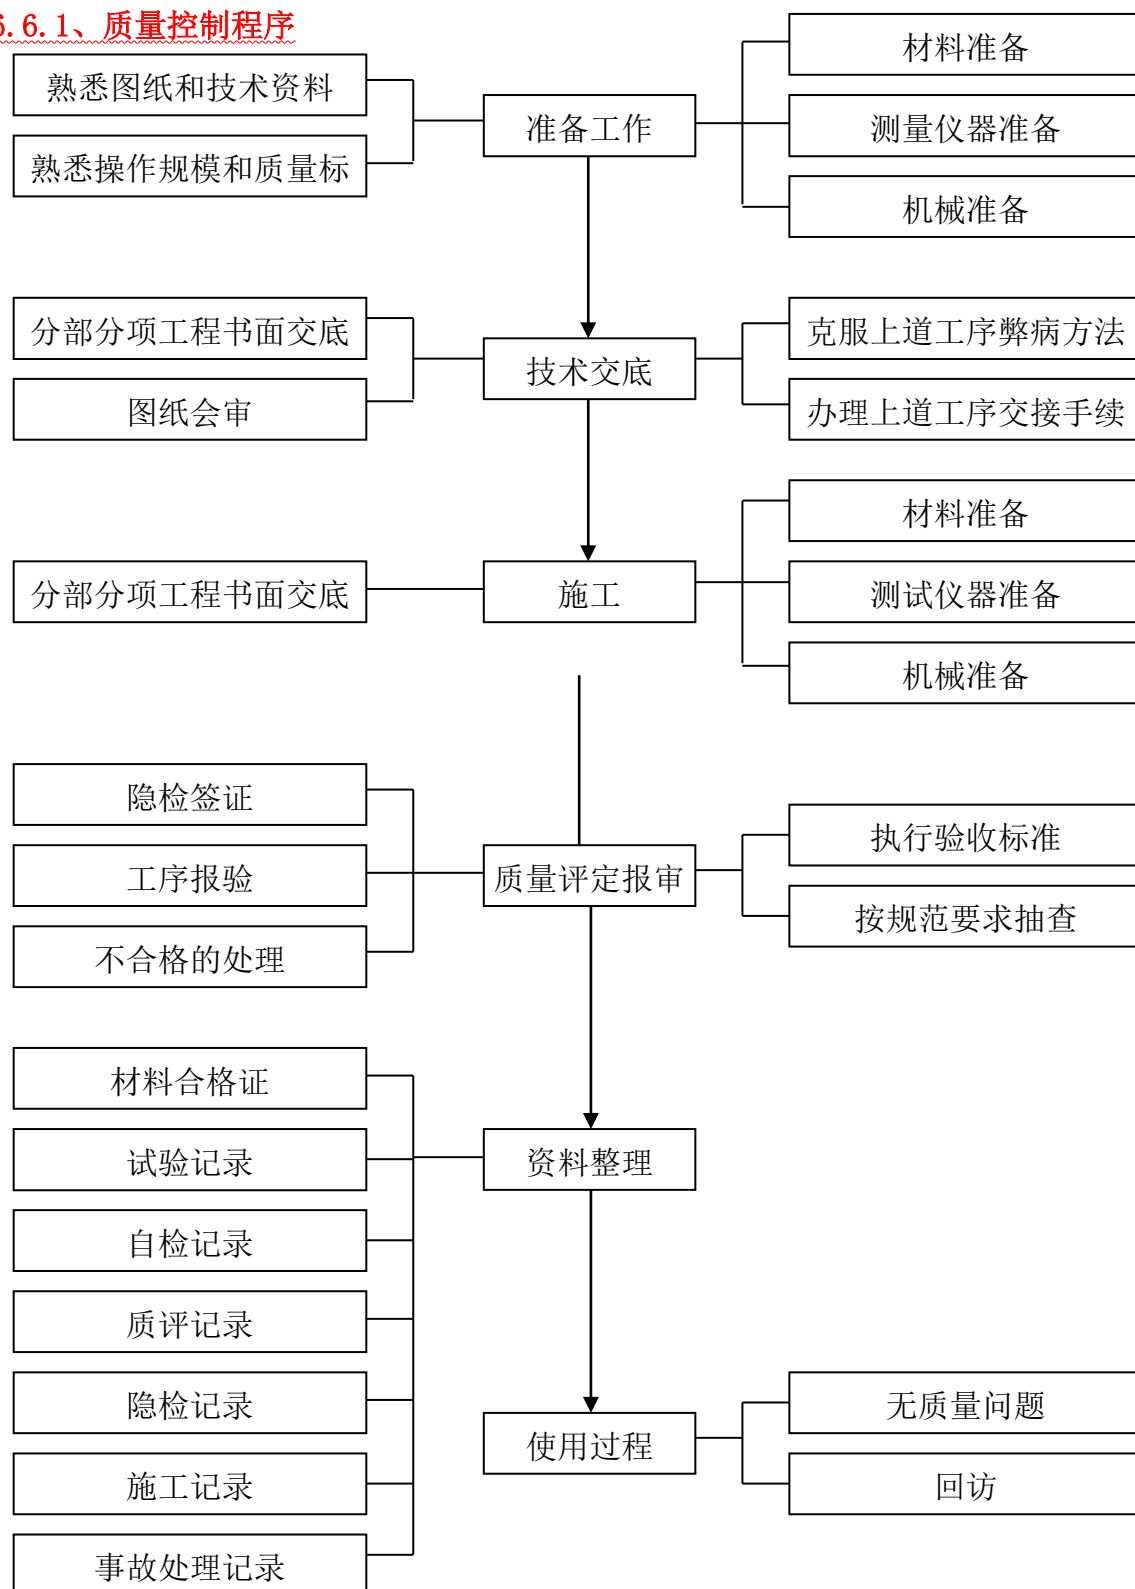 6.6.1、质量控制程序
材料准备
熟悉图纸和技术资料
准备工作
测量仪器准备
熟悉操作规模和质量标
机械准备
分部分项工程书面交底
克服上道工序弊病方法
技术交底
图纸会审
办理上道工序交接手续
材料准备
分部分项工程书面交底
施工
测试仪器准备
机械准备
隐检签证
执行验收标准
工序报验
质量评定报审
按规范要求抽查
不合格的处理
材料合格证
试验记录
资料整理
自检记录
质评记录
隐检记录
无质量问题
使用过程
施工记录
回访
事故处理记录